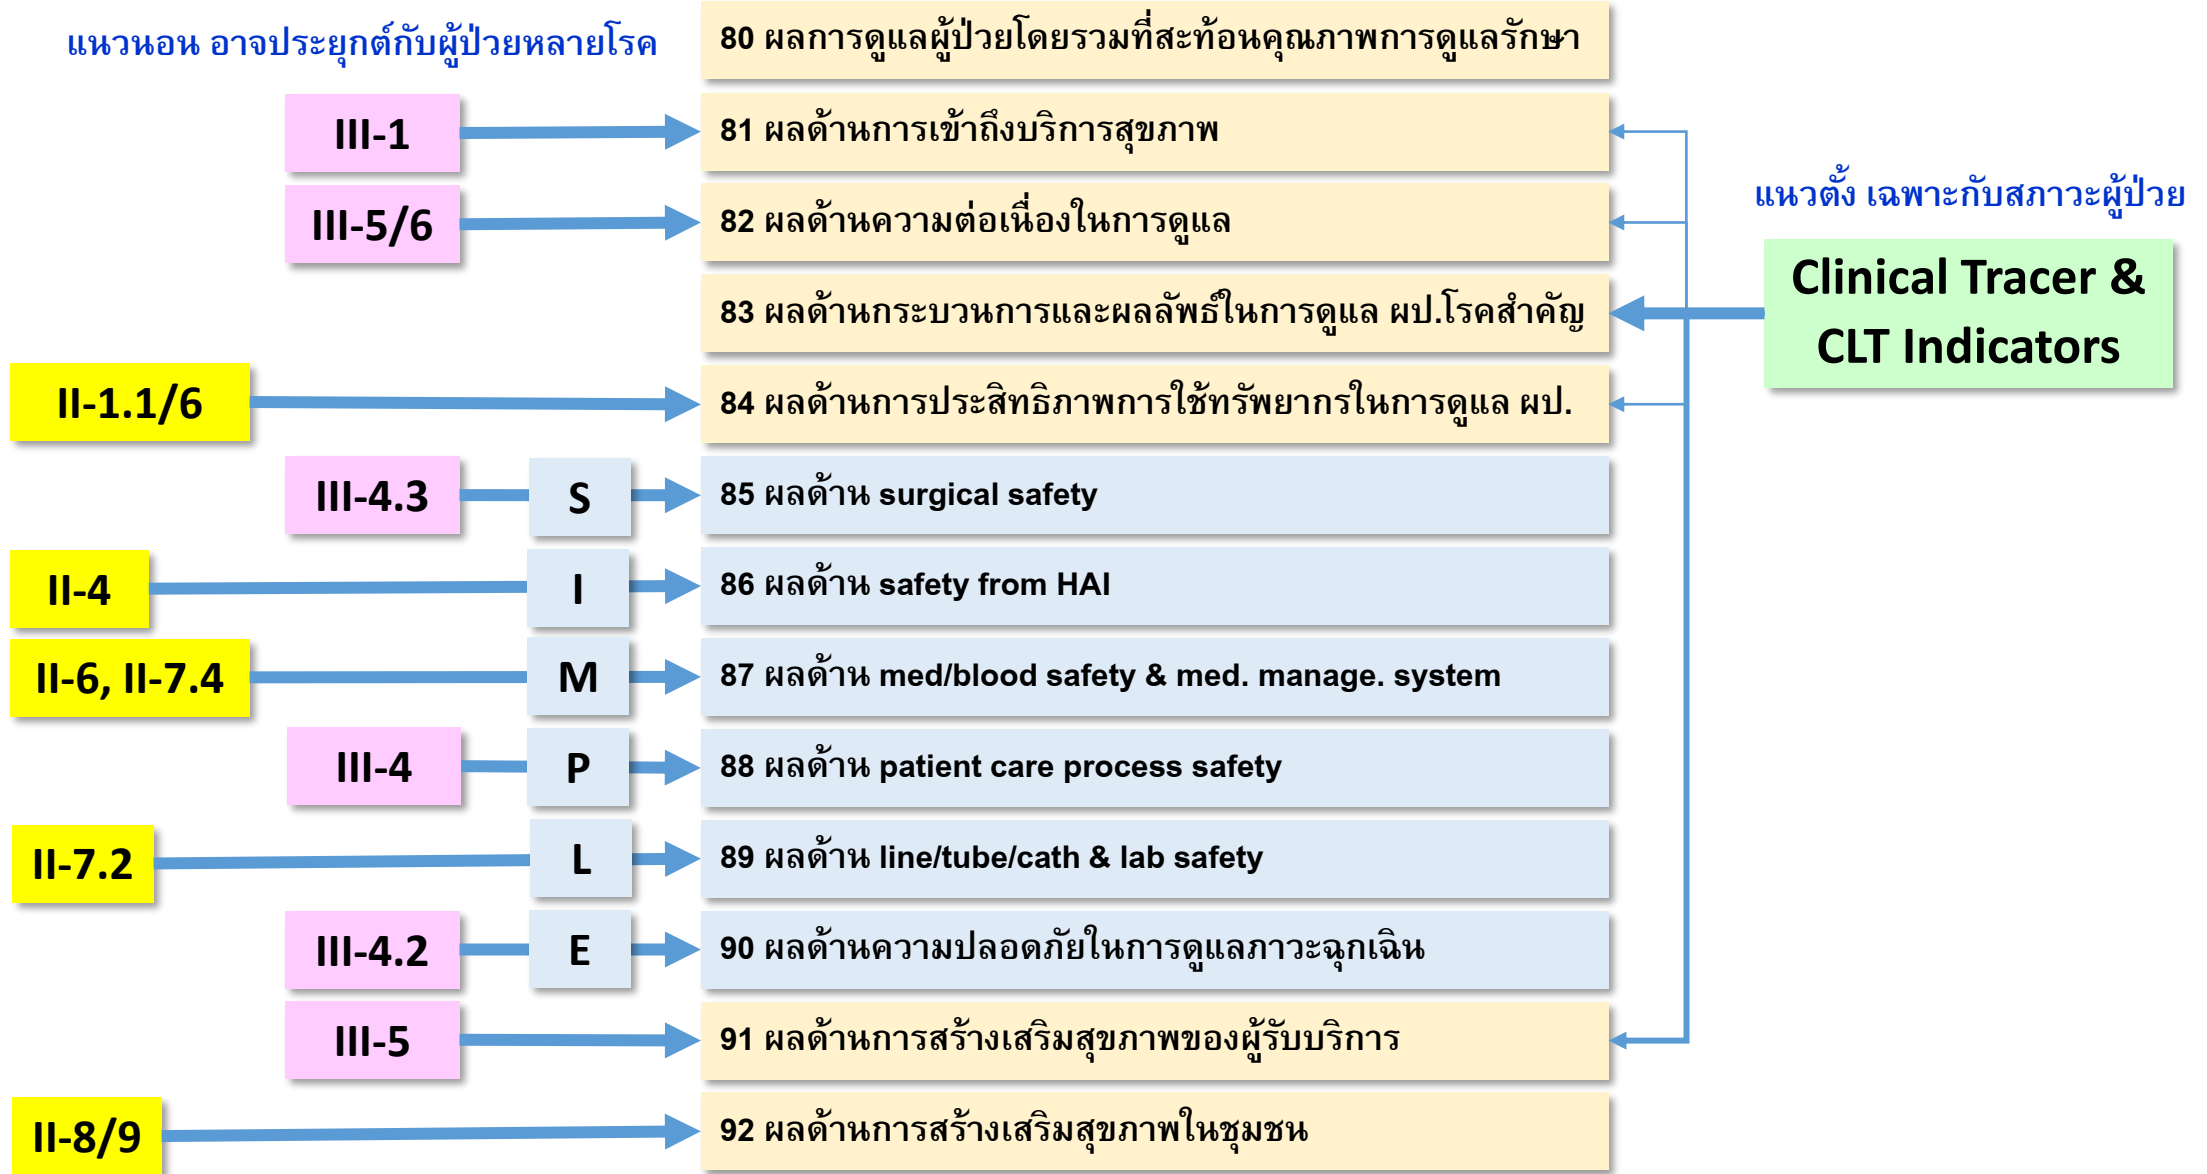 แนวนอน อาจประยุกต์กับผู้ป่วยหลายโรค
80 ผลการดูแลผู้ป่วยโดยรวมที่สะท้อนคุณภาพการดูแลรักษา
III-1
81 ผลด้านการเข้าถึงบริการสุขภาพ
III-5/6
82 ผลด้านความต่อเนื่องในการดูแล
แนวตั้ง เฉพาะกับสภาวะผู้ป่วย
Clinical Tracer &
CLT Indicators
83 ผลด้านกระบวนการและผลลัพธ์ในการดูแล ผป.โรคสำคัญ
II-1.1/6
84 ผลด้านการประสิทธิภาพการใช้ทรัพยากรในการดูแล ผป.
III-4.3
S
85 ผลด้าน surgical safety
II-4
I
86 ผลด้าน safety from HAI
II-6, II-7.4
M
87 ผลด้าน med/blood safety & med. manage. system
III-4
P
88 ผลด้าน patient care process safety
II-7.2
L
89 ผลด้าน line/tube/cath & lab safety
III-4.2
E
90 ผลด้านความปลอดภัยในการดูแลภาวะฉุกเฉิน
III-5
91 ผลด้านการสร้างเสริมสุขภาพของผู้รับบริการ
II-8/9
92 ผลด้านการสร้างเสริมสุขภาพในชุมชน